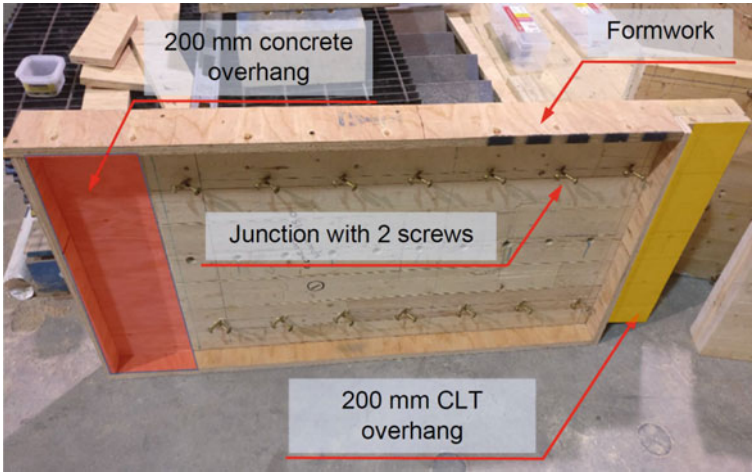 200 mm concrete
overhang
Formwork
Junction with 2 screws
200 mm CLT
overhang